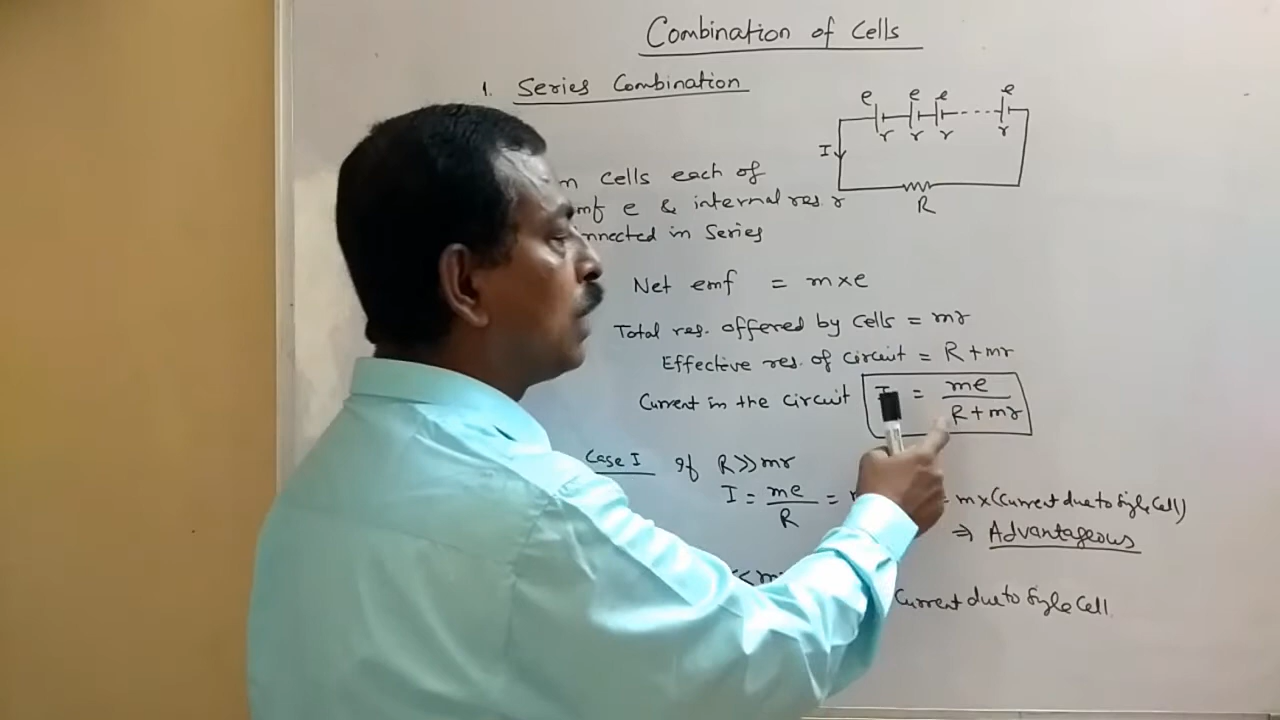 Combination of Cells
1. Series Combination
e e e e
r r r r
I
R
m cells each of
emf e & internal res. r
connected in Series
Net emf = m×e
Total res. offered by cells = mr
Effective res. of circuit = R+mr
Current in the circuit I = me / R+mr
Case I If R≫mr
I = me / R = = m×(Current due to Single Cell)
⇒ Advantageous
Current due to Single Cell